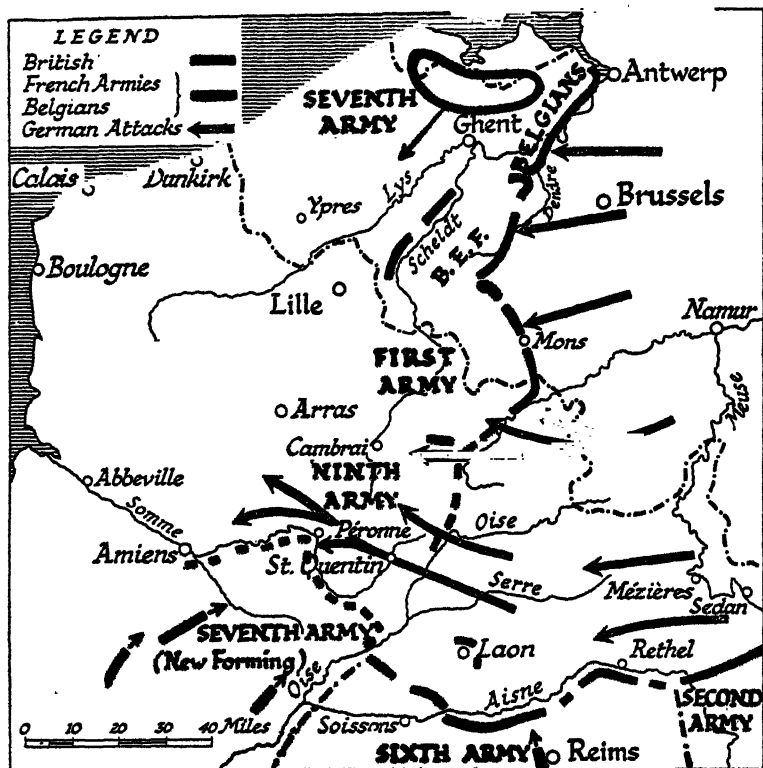 LEGEND
British
French Armies
Belgians
German Attacks
Antwerp
SEVENTH
ARMY
BELGIANS
Ghent
Calais
Dunkirk
Lys
Dendre
Ypres
Brussels
Scheldt
B.E.F.
Boulogne
Lille
Namur
Mons
FIRST
ARMY
Meuse
Arras
Cambrai
NINTH
ARMY
Abbeville
Somme
Péronne
Oise
Amiens
St. Quentin
Serre
Mézières
Sedan
SEVENTH ARMY
(New Forming)
Laon
Rethel
Oise
Aisne
SECOND
ARMY
0 10 20 30 40 Miles
Soissons
SIXTH ARMY
Reims